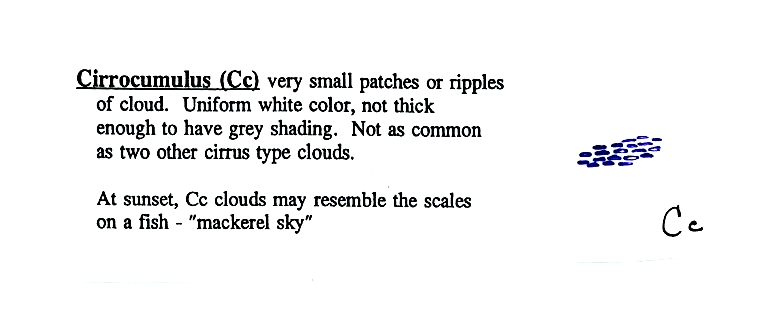 Cirrocumulus (Cc) very small patches or ripples
of cloud. Uniform white color, not thick
enough to have grey shading. Not as common
as two other cirrus type clouds.
At sunset, Cc clouds may resemble the scales
on a fish - "mackerel sky"
Cc